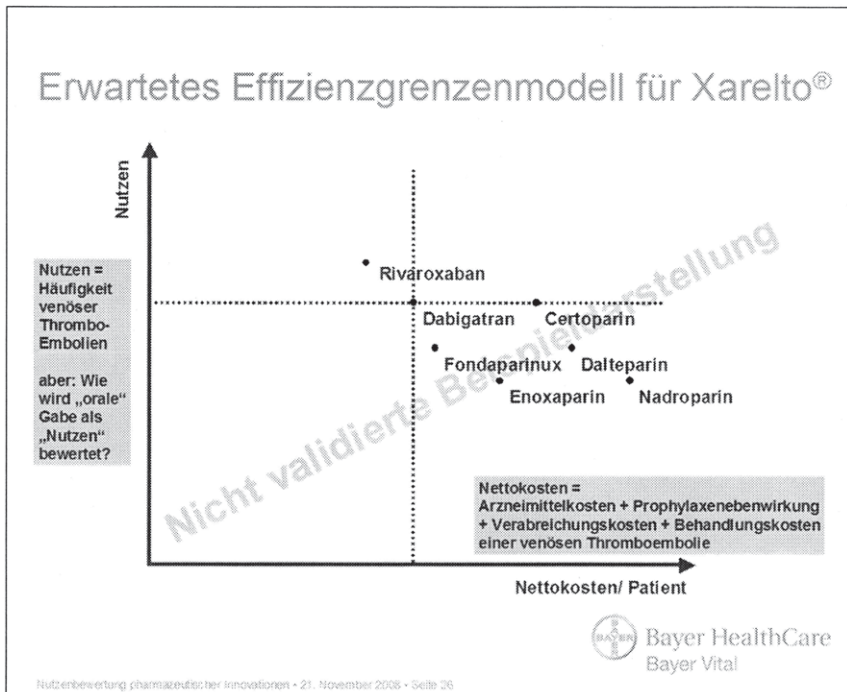 Erwartetes Effizienzgrenzenmodell für Xarelto®
Nutzen
Nutzen =
Häufigkeit
venöser
Thrombo-
Embolien
aber: Wie
wird „orale“
Gabe als
„Nutzen“
bewertet?
Rivaroxaban
Dabigatran
Certoparin
Fondaparinux
Dalteparin
Enoxaparin
Nadroparin
Nicht validierte Beispieldarstellung
Nettokosten =
Arzneimittelkosten + Prophylaxenebenwirkung
+ Verabreichungskosten + Behandlungskosten
einer venösen Thromboembolie
Nettokosten/ Patient
BAYER
Bayer HealthCare
Bayer Vital
Nutzenbewertung pharmazeutischer Innovationen • 21. November 2008 • Seite 26